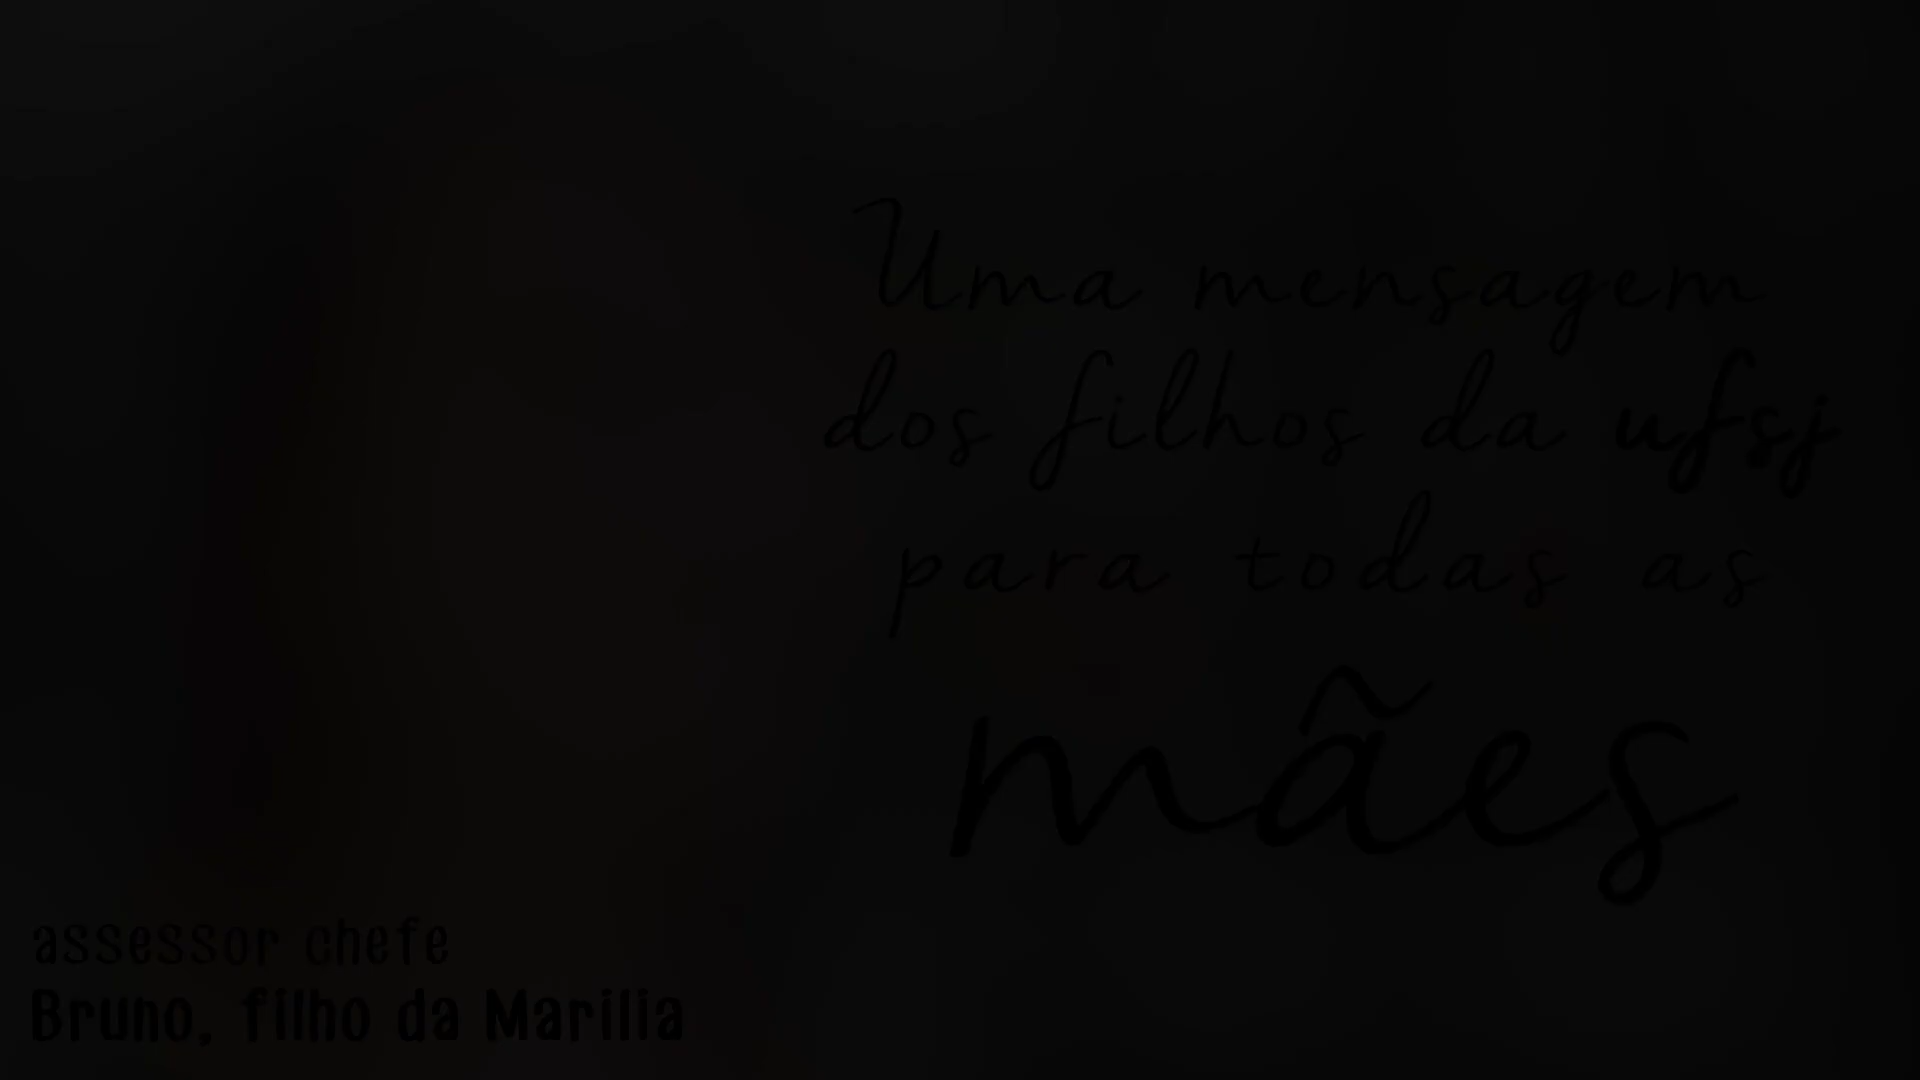 Uma mensagem
dos filhos da ufsj
para todas as
mães
assessor chefe
Bruno, filho da Marilia